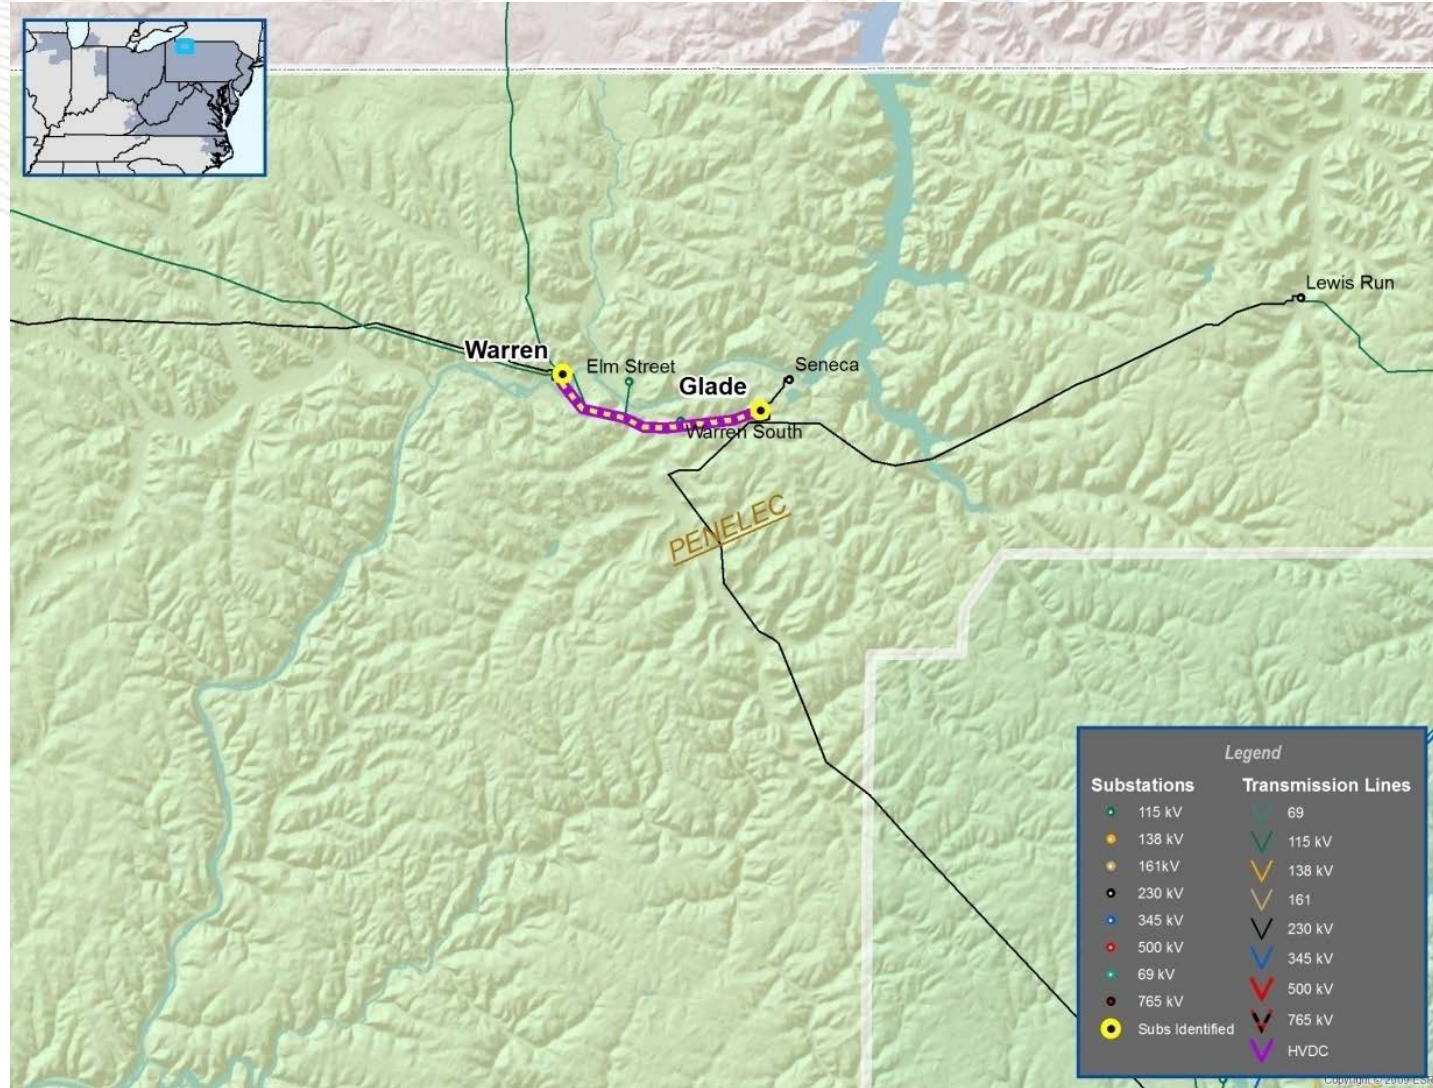 Lewis Run
Warren
Elm Street
Seneca
Glade
Warren South
PENELEC
Legend
Substations
Transmission Lines
115 kV
69
138 kV
115 kV
161kV
138 kV
230 kV
161
345 kV
230 kV
500 kV
345 kV
69 kV
500 kV
765 kV
765 kV
Subs Identified
HVDC